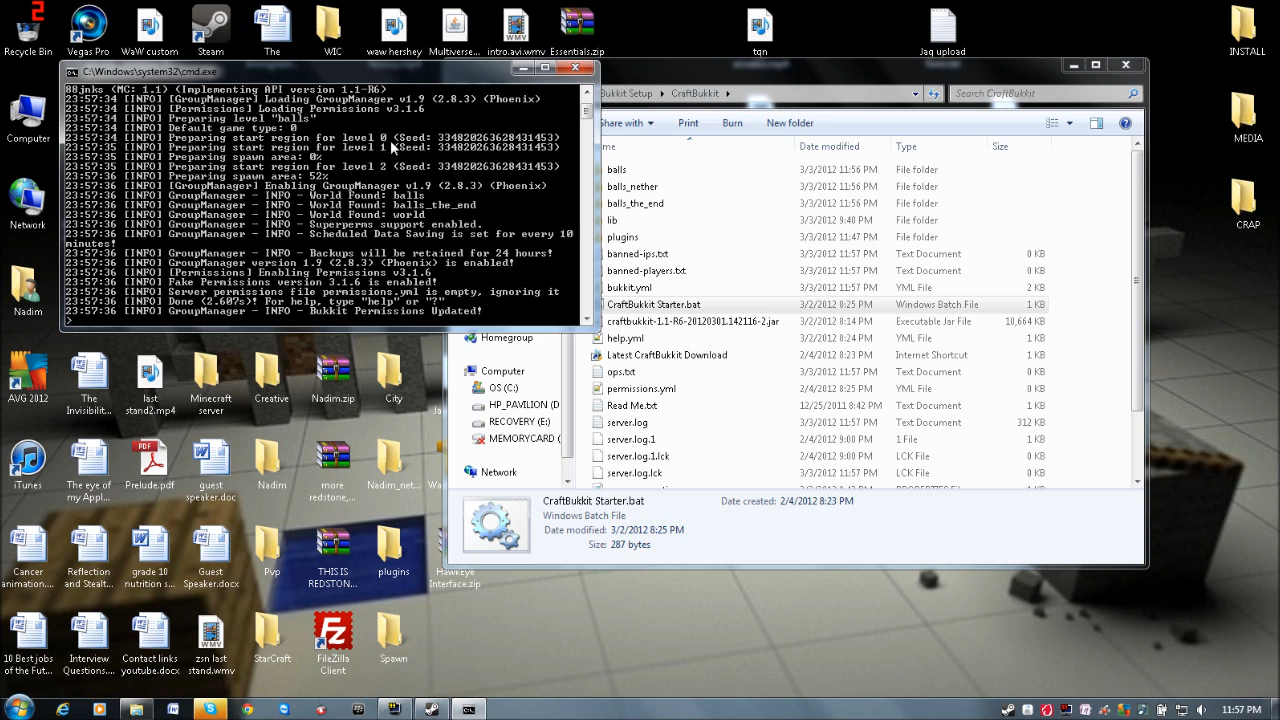 2
Recycle Bin
Vegas Pro
WaW custom
Steam
The
WIC
waw hershey
Multiverse...
intro.avi.wmv
Essentials.zip
tqn
Jaq upload
INSTALL
C:\Windows\system32\cmd.exe
88jnks (MC: 1.1) (Implementing API version 1.1-R6)
23:57:34 [INFO] [GroupManager] Loading GroupManager v1.9 (2.8.3) (Phoenix)
23:57:34 [INFO] [Permissions] Loading Permissions v3.1.6
23:57:34 [INFO] Preparing level "balls"
23:57:34 [INFO] Default game type: 0
23:57:34 [INFO] Preparing start region for level 0 (Seed: 334820263628431453)
23:57:35 [INFO] Preparing start region for level 1 (Seed: 334820263628431453)
23:57:35 [INFO] Preparing spawn area: 0%
23:57:35 [INFO] Preparing start region for level 2 (Seed: 334820263628431453)
23:57:36 [INFO] Preparing spawn area: 52%
23:57:36 [INFO] [GroupManager] Enabling GroupManager v1.9 (2.8.3) (Phoenix)
23:57:36 [INFO] GroupManager - INFO - World Found: balls
23:57:36 [INFO] GroupManager - INFO - World Found: balls_the_end
23:57:36 [INFO] GroupManager - INFO - World Found: world
23:57:36 [INFO] GroupManager - INFO - Superperms support enabled.
23:57:36 [INFO] GroupManager - INFO - Scheduled Data Saving is set for every 10
minutes!
23:57:36 [INFO] GroupManager - INFO - Backups will be retained for 24 hours!
23:57:36 [INFO] GroupManager version 1.9 (2.8.3) (Phoenix) is enabled!
23:57:36 [INFO] [Permissions] Enabling Permissions v3.1.6
23:57:36 [INFO] Fake Permissions version 3.1.6 is enabled!
23:57:36 [INFO] Server permissions file permissions.yml is empty, ignoring it
23:57:36 [INFO] Done (2.607s)! For help, type "help" or "?"
23:57:36 [INFO] GroupManager - INFO - Bukkit Permissions Updated!
>
Bukkit Setup
CraftBukkit
Search CraftBukkit
Share with
Print
Burn
New folder
me
Date modified
Type
Size
balls 3/3/2012 11:56 PM File folder
balls_nether 3/3/2012 11:56 PM File folder
balls_the_end 3/3/2012 11:56 PM File folder
lib 3/2/2012 9:40 PM File folder
plugins 3/3/2012 11:47 PM File folder
banned-ips.txt 3/3/2012 11:57 PM Text Document 0 KB
banned-players.txt 3/3/2012 11:57 PM Text Document 0 KB
bukkit.yml 3/3/2012 11:57 PM YML File 2 KB
CraftBukkit Starter.bat 3/2/2012 8:25 PM Windows Batch File 1 KB
craftbukkit-1.1-R6-20120301.142116-2.jar 3/2/2012 8:14 PM Executable Jar File
help.yml YML File 1 KB
Latest CraftBukkit Download Internet Shortcut 1 KB
ops.txt 3/3/2012 11:57 PM Text Document 1 KB
permissions.yml 2/4/2012 8:28 PM YML File 0 KB
Read Me.txt 12/25/2011 8:42 PM Text Document 1 KB
server.log 3/3/2012 11:57 PM Text Document 312 KB
server.log.1 2/4/2012 9:00 PM 1 File 0 KB
server.log.1.lck 2/4/2012 9:00 PM LCK File 0 KB
server.log.lck 3/3/2012 11:57 PM LCK File 0 KB
Homegroup
Computer
OS (C:)
HP_PAVILION (D
RECOVERY (E:)
MEMORYCARD (
Network
CraftBukkit Starter.bat
Date created: 2/4/2012 8:23 PM
Windows Batch File
Date modified: 3/2/2012 8:25 PM
Size: 287 bytes
Computer
Network
Nadim
MEDIA
CRAP
AVG 2012
The Invisibilit...
last stand2.mp4
Minecraft server
Creative
Nadim.zip
City
iTunes
The eye of my Appl...
Prelude.pdf
guest speaker.doc
Nadim
more redstone,...
Nadim_net...
Cancer animation....
Reflection and Stealt...
grade 10 nutrition s...
Guest Speaker.docx
Pvp
THIS IS REDSTON...
plugins
Hawkeye Interface.zip
10 Best jobs of the Fut...
Interview Questions....
Contact links youtube.docx
zsn last stand.wmv
StarCraft
FileZilla Client
Spawn
11:57 PM